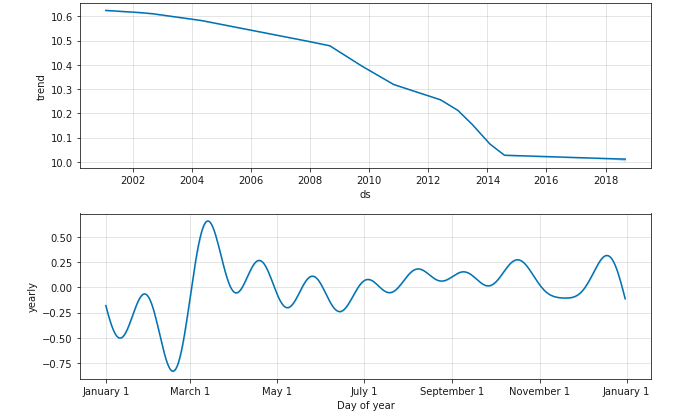 10.6
10.5
10.4
10.3
10.2
10.1
10.0
trend
2002 2004 2006 2008 2010 2012 2014 2016 2018
ds
0.50
0.25
0.00
−0.25
−0.50
−0.75
yearly
January 1 March 1 May 1 July 1 September 1 November 1 January 1
Day of year